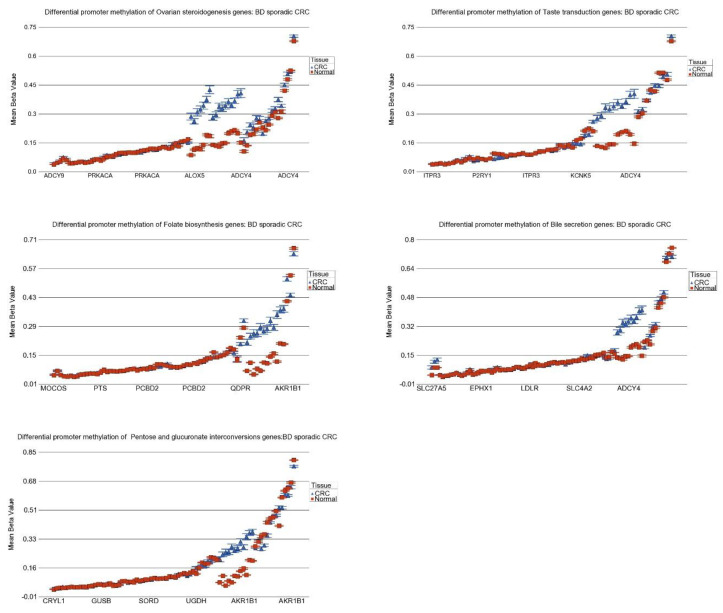 Differential promoter methylation of Ovarian steroidogenesis genes: BD sporadic CRC
Mean Beta Value
0.75
0.6
0.45
0.3
0.15
0.0
ADCY9
PRKACA
PRKACA
ALOX5
ADCY4
ADCY4
Tissue
CRC
Normal
Differential promoter methylation of Taste transduction genes: BD sporadic CRC
Mean Beta Value
0.75
0.6
0.45
0.3
0.16
0.01
ITPR3
P2RY1
ITPR3
KCNK5
ADCY4
Tissue
CRC
Normal
Differential promoter methylation of Folate biosynthesis genes: BD sporadic CRC
Mean Beta Value
0.71
0.57
0.43
0.29
0.15
0.01
MOCOS
PTS
PCBD2
PCBD2
QDPR
AKR1B1
Tissue
CRC
Normal
Differential promoter methylation of Bile secretion genes: BD sporadic CRC
Mean Beta Value
0.8
0.64
0.48
0.32
0.15
-0.01
SLC27A5
EPHX1
LDLR
SLC4A2
ADCY4
Tissue
CRC
Normal
Differential promoter methylation of Pentose and glucuronate interconversions genes:BD sporadic CRC
Mean Beta Value
0.85
0.68
0.51
0.33
0.16
-0.01
CRYL1
GUSB
SORD
UGDH
AKR1B1
AKR1B1
Tissue
CRC
Normal